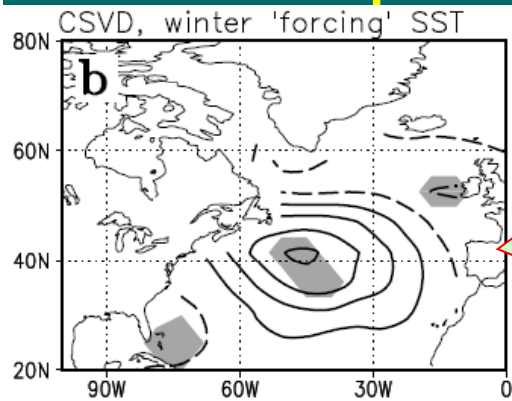 CSVD, winter 'forcing' SST
80N
b
60N
40N
20N
90W 60W 30W 0